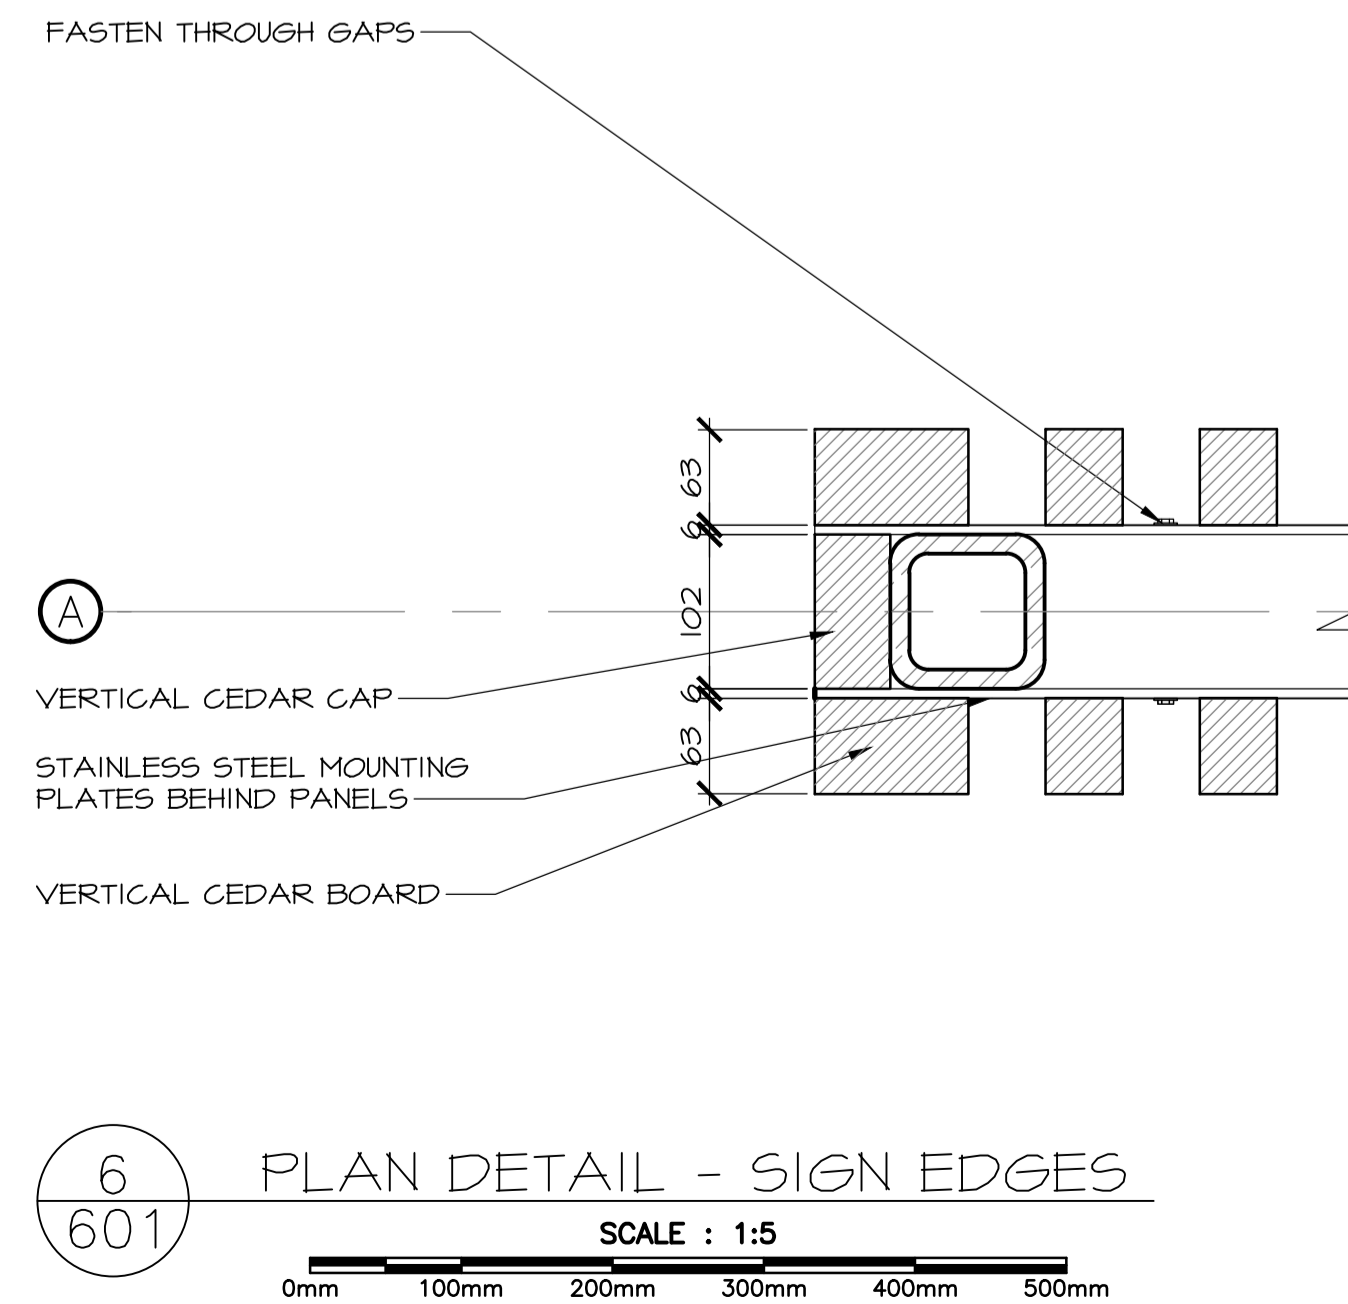 FASTEN THROUGH GAPS
63
6
102
6
63
A
VERTICAL CEDAR CAP
STAINLESS STEEL MOUNTING
PLATES BEHIND PANELS
VERTICAL CEDAR BOARD
6
601
PLAN DETAIL - SIGN EDGES
SCALE : 1:5
0mm 100mm 200mm 300mm 400mm 500mm